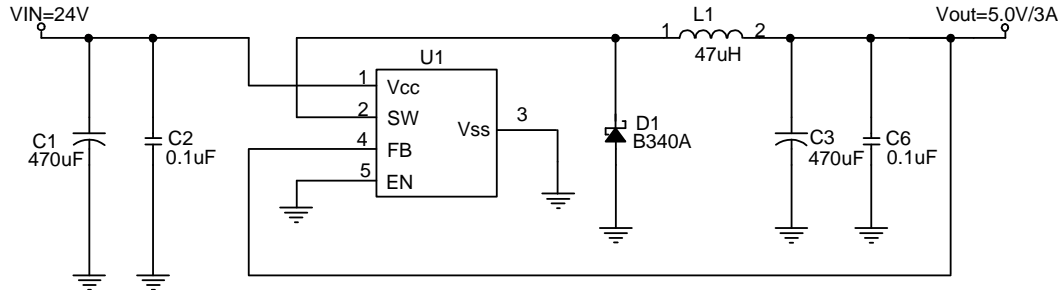 VIN=24V
L1
Vout=5.0V/3A
1
2
47uH
U1
1
Vcc
2
SW
3
Vss
4
FB
5
EN
C1
470uF
C2
0.1uF
D1
B340A
C3
470uF
C6
0.1uF